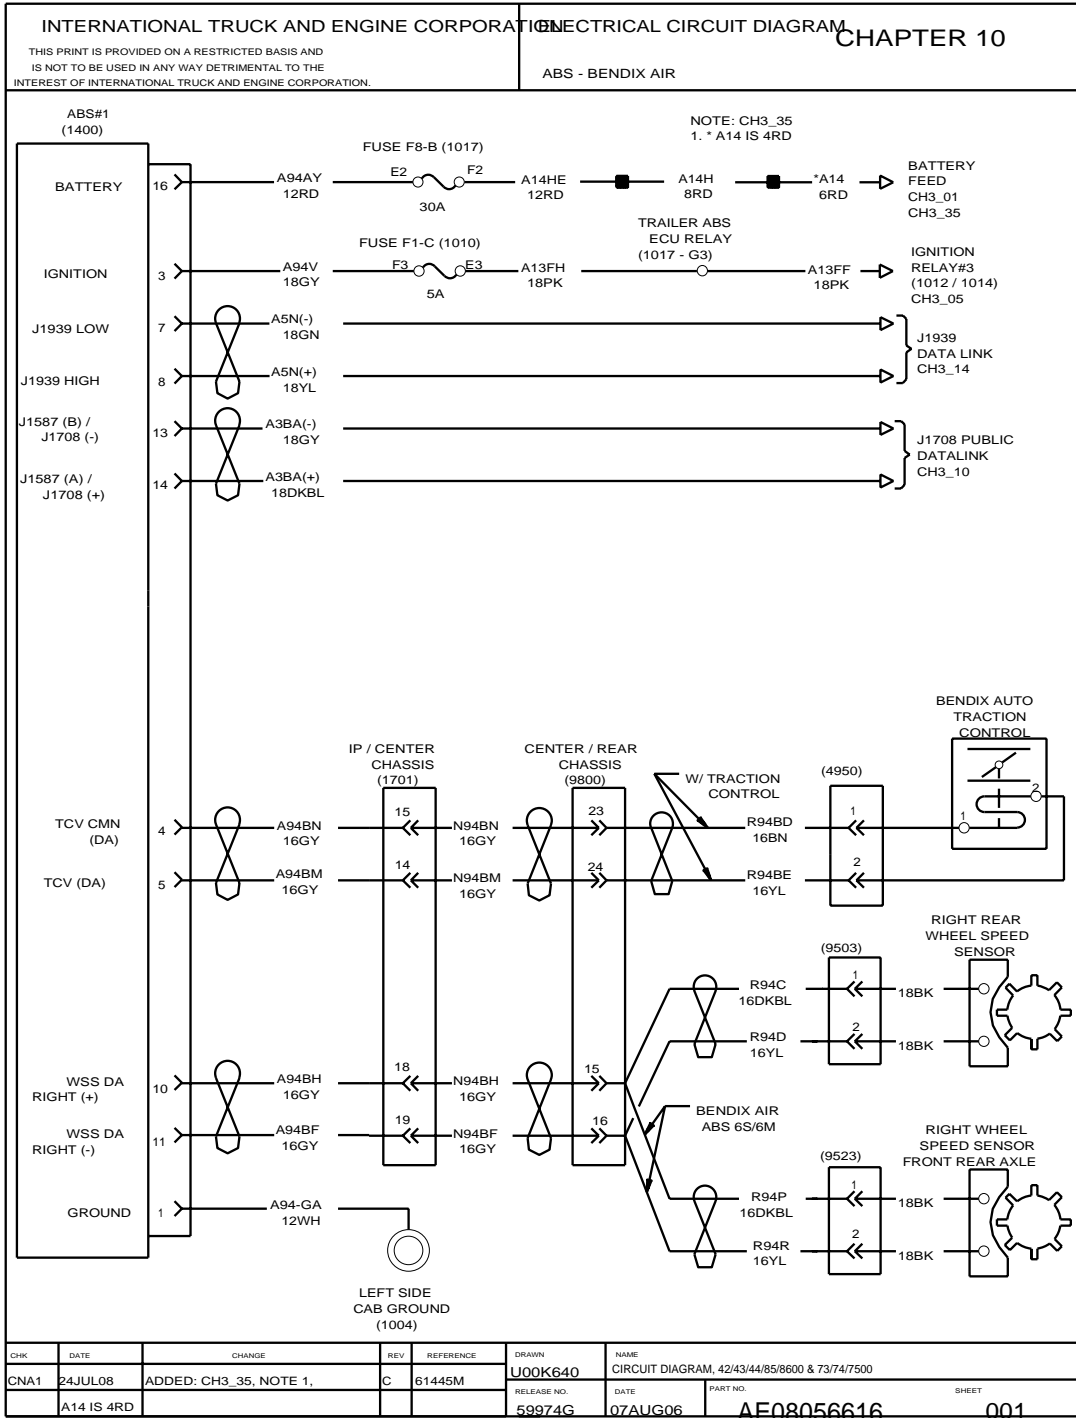 INTERNATIONAL TRUCK AND ENGINE CORPORATION
ELECTRICAL CIRCUIT DIAGRAM
CHAPTER 10
THIS PRINT IS PROVIDED ON A RESTRICTED BASIS AND
IS NOT TO BE USED IN ANY WAY DETRIMENTAL TO THE
INTEREST OF INTERNATIONAL TRUCK AND ENGINE CORPORATION.
ABS - BENDIX AIR
ABS#1
(1400)
NOTE: CH3_35
1. * A14 IS 4RD
FUSE F8-B (1017)
BATTERY
16
A94AY
12RD
E2
F2
30A
A14HE
12RD
A14H
8RD
*A14
6RD
BATTERY
FEED
CH3_01
CH3_35
FUSE F1-C (1010)
TRAILER ABS
ECU RELAY
(1017 - G3)
IGNITION
3
A94V
18GY
F3
E3
5A
A13FH
18PK
A13FF
18PK
IGNITION
RELAY#3
(1012 / 1014)
CH3_05
J1939 LOW
7
A5N(-)
18GN
J1939 HIGH
8
A5N(+)
18YL
J1939
DATA LINK
CH3_14
J1587 (B) /
J1708 (-)
13
A3BA(-)
18GY
J1587 (A) /
J1708 (+)
14
A3BA(+)
18DKBL
J1708 PUBLIC
DATALINK
CH3_10
BENDIX AUTO
TRACTION
CONTROL
IP / CENTER
CHASSIS
(1701)
CENTER / REAR
CHASSIS
(9800)
W/ TRACTION
CONTROL
(4950)
TCV CMN
(DA)
4
A94BN
16GY
15
N94BN
16GY
23
R94BD
16BN
1
1
2
TCV (DA)
5
A94BM
16GY
14
N94BM
16GY
24
R94BE
16YL
2
RIGHT REAR
WHEEL SPEED
SENSOR
(9503)
R94C
16DKBL
1
18BK
R94D
16YL
2
18BK
WSS DA
RIGHT (+)
10
A94BH
16GY
18
N94BH
16GY
15
WSS DA
RIGHT (-)
11
A94BF
16GY
19
N94BF
16GY
16
BENDIX AIR
ABS 6S/6M
RIGHT WHEEL
SPEED SENSOR
FRONT REAR AXLE
(9523)
R94P
16DKBL
1
18BK
R94R
16YL
2
18BK
GROUND
1
A94-GA
12WH
LEFT SIDE
CAB GROUND
(1004)
CHK DATE CHANGE REV REFERENCE DRAWN NAME
CNA1 24JUL08 ADDED: CH3_35, NOTE 1, C 61445M U00K640 CIRCUIT DIAGRAM, 42/43/44/85/8600 & 73/74/7500
A14 IS 4RD
RELEASE NO. DATE PART NO. SHEET
59974G 07AUG06 AE08056616 001